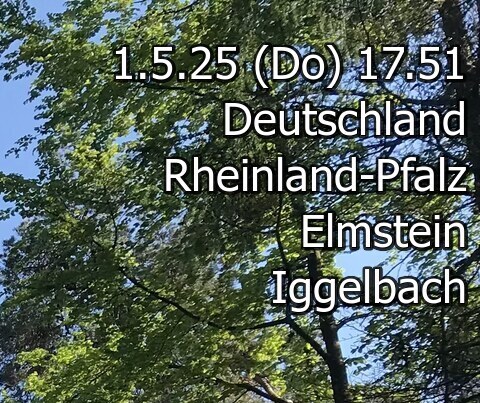 1.5.25 (Do) 17.51
Deutschland
Rheinland-Pfalz
Elmstein
Iggelbach